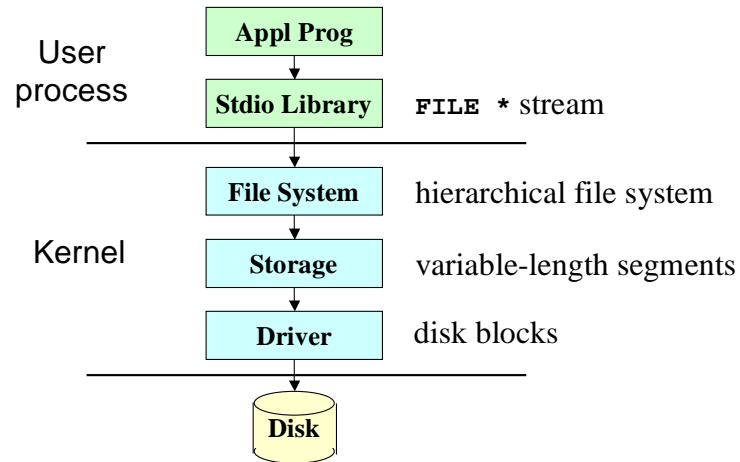 Appl Prog
User
process
Stdio Library
FILE * stream
File System
hierarchical file system
Kernel
Storage
variable-length segments
Driver
disk blocks
Disk